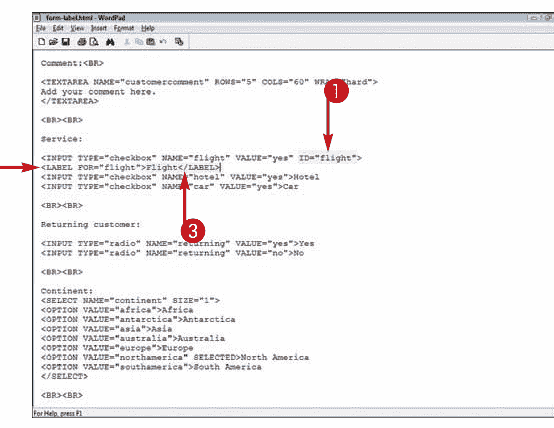 form-label.html - WordPad
File Edit View Insert Format Help
Comment:<BR>
<TEXTAREA NAME="customercomment" ROWS="5" COLS="60" WRAP="hard">
Add your comment here.
</TEXTAREA>
<BR><BR>
Service:
<INPUT TYPE="checkbox" NAME="flight" VALUE="yes" ID="flight">
<LABEL FOR="flight">Flight</LABEL>
<INPUT TYPE="checkbox" NAME="hotel" VALUE="yes">Hotel
<INPUT TYPE="checkbox" NAME="car" VALUE="yes">Car
<BR><BR>
Returning customer:
<INPUT TYPE="radio" NAME="returning" VALUE="yes">Yes
<INPUT TYPE="radio" NAME="returning" VALUE="no">No
<BR><BR>
Continent:
<SELECT NAME="continent" SIZE="1">
<OPTION VALUE="africa">Africa
<OPTION VALUE="antarctica">Antarctica
<OPTION VALUE="asia">Asia
<OPTION VALUE="australia">Australia
<OPTION VALUE="europe">Europe
<OPTION VALUE="northamerica" SELECTED>North America
<OPTION VALUE="southamerica">South America
</SELECT>
<BR><BR>
For Help, press F1
1
3